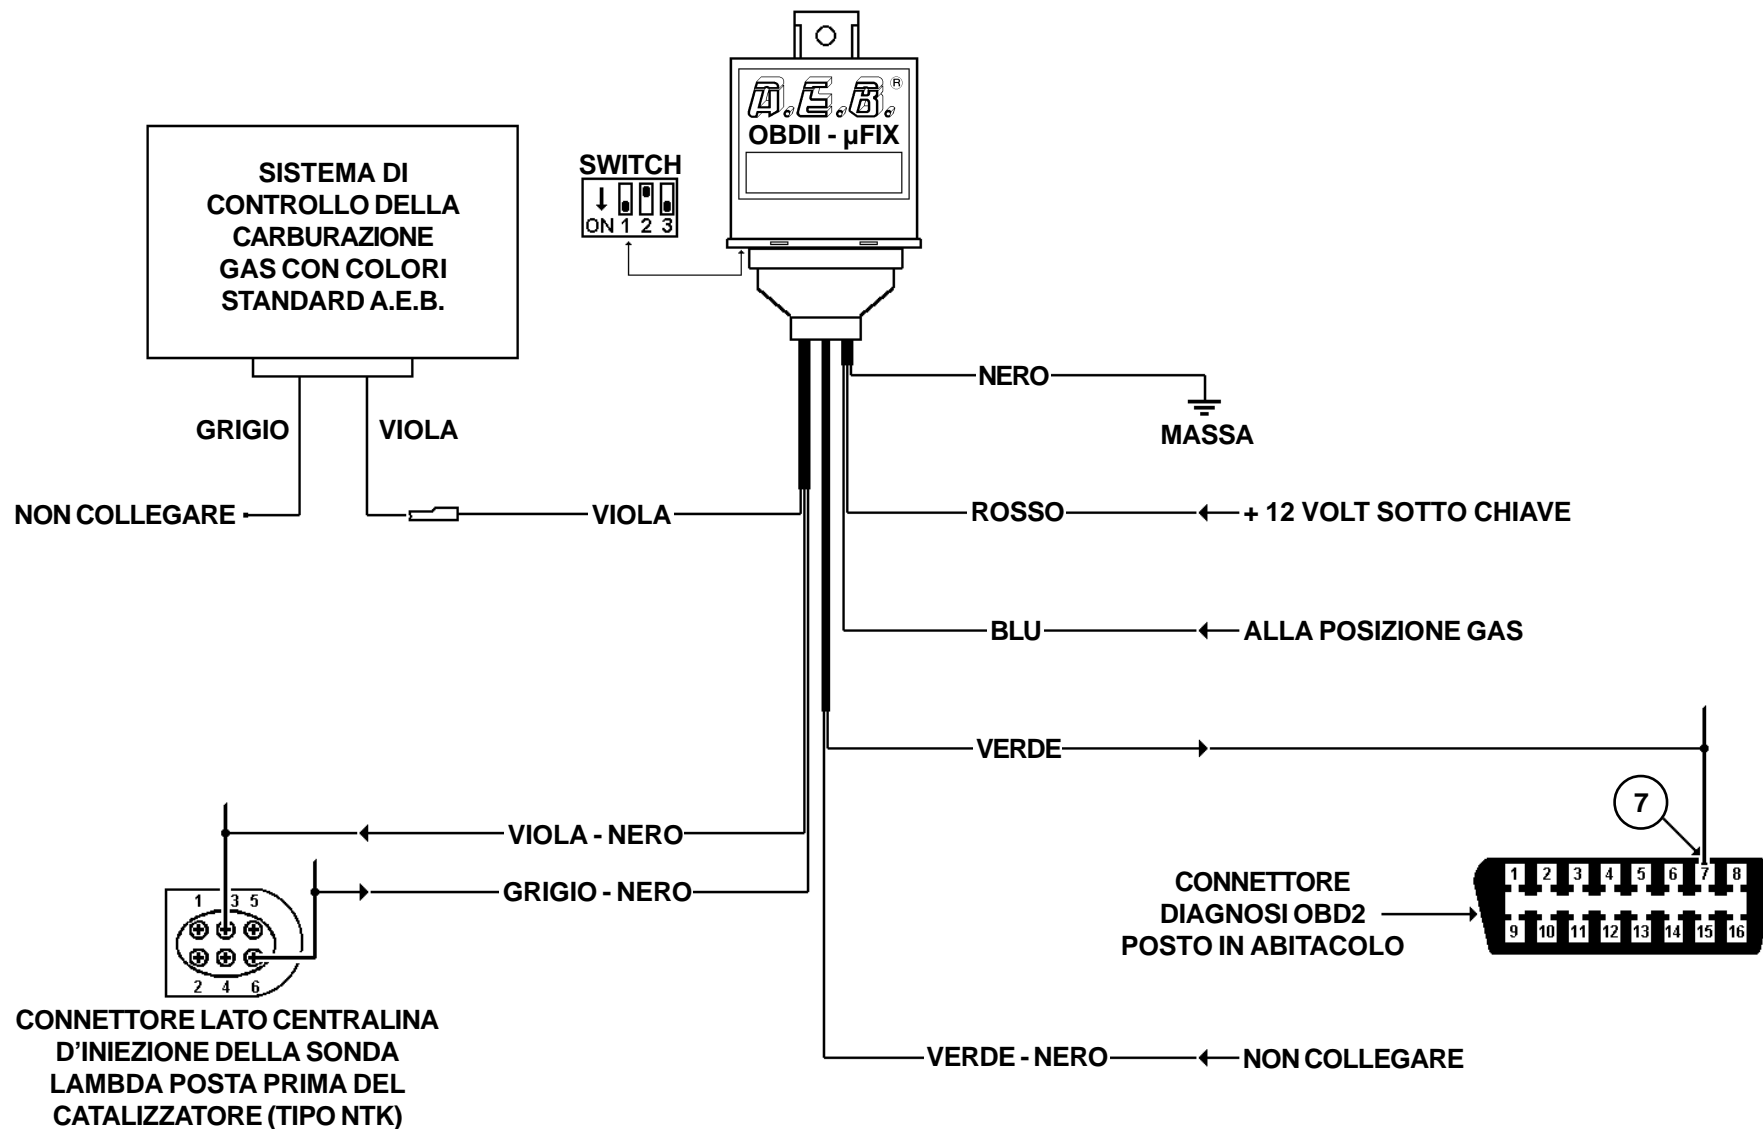 A.E.B.®
OBDII - µFIX
SWITCH
ON 1 2 3
SISTEMA DI
CONTROLLO DELLA
CARBURAZIONE
GAS CON COLORI
STANDARD A.E.B.
NERO
MASSA
GRIGIO
VIOLA
NON COLLEGARE
VIOLA
ROSSO
+ 12 VOLT SOTTO CHIAVE
BLU
ALLA POSIZIONE GAS
VERDE
7
VIOLA - NERO
GRIGIO - NERO
1 3 5
2 4 6
CONNETTORE LATO CENTRALINA
D'INIEZIONE DELLA SONDA
LAMBDA POSTA PRIMA DEL
CATALIZZATORE (TIPO NTK)
CONNETTORE
DIAGNOSI OBD2
POSTO IN ABITACOLO
1 2 3 4 5 6 7 8
9 10 11 12 13 14 15 16
VERDE - NERO
NON COLLEGARE